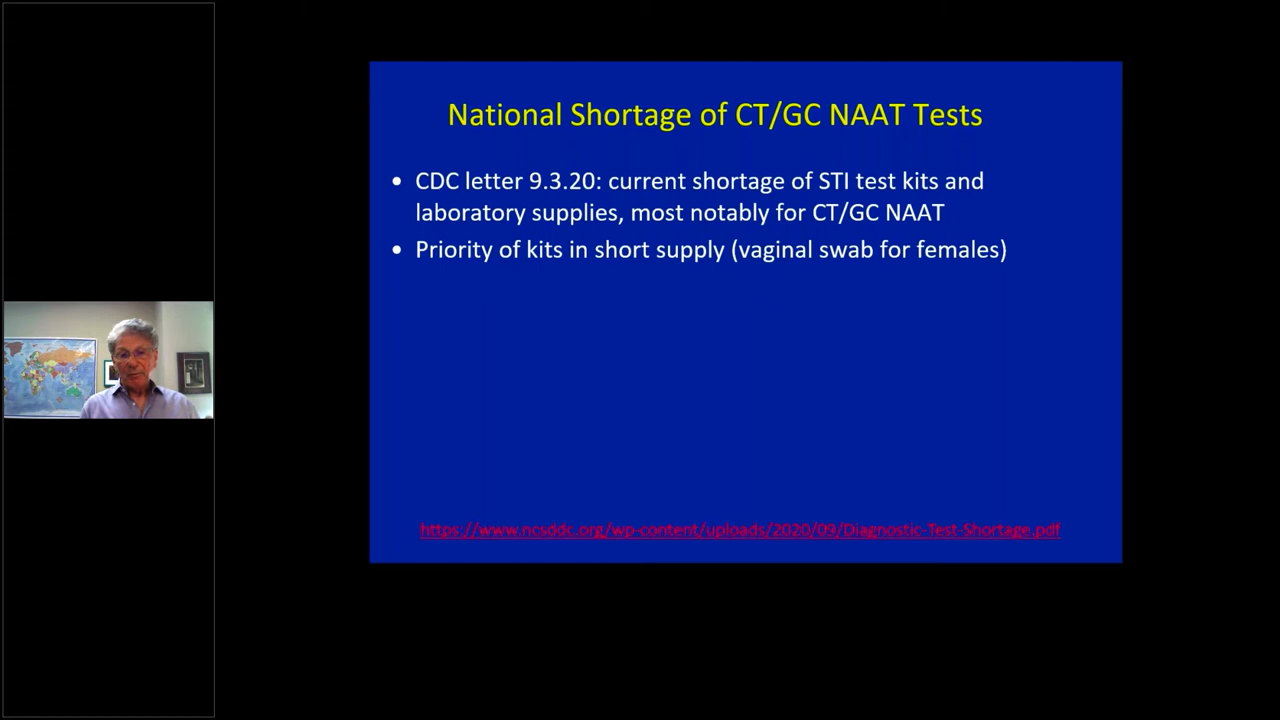 National Shortage of CT/GC NAAT Tests
• CDC letter 9.3.20: current shortage of STI test kits and
laboratory supplies, most notably for CT/GC NAAT
• Priority of kits in short supply (vaginal swab for females)
https://www.ncsddc.org/wp-content/uploads/2020/09/Diagnostic-Test-Shortage.pdf